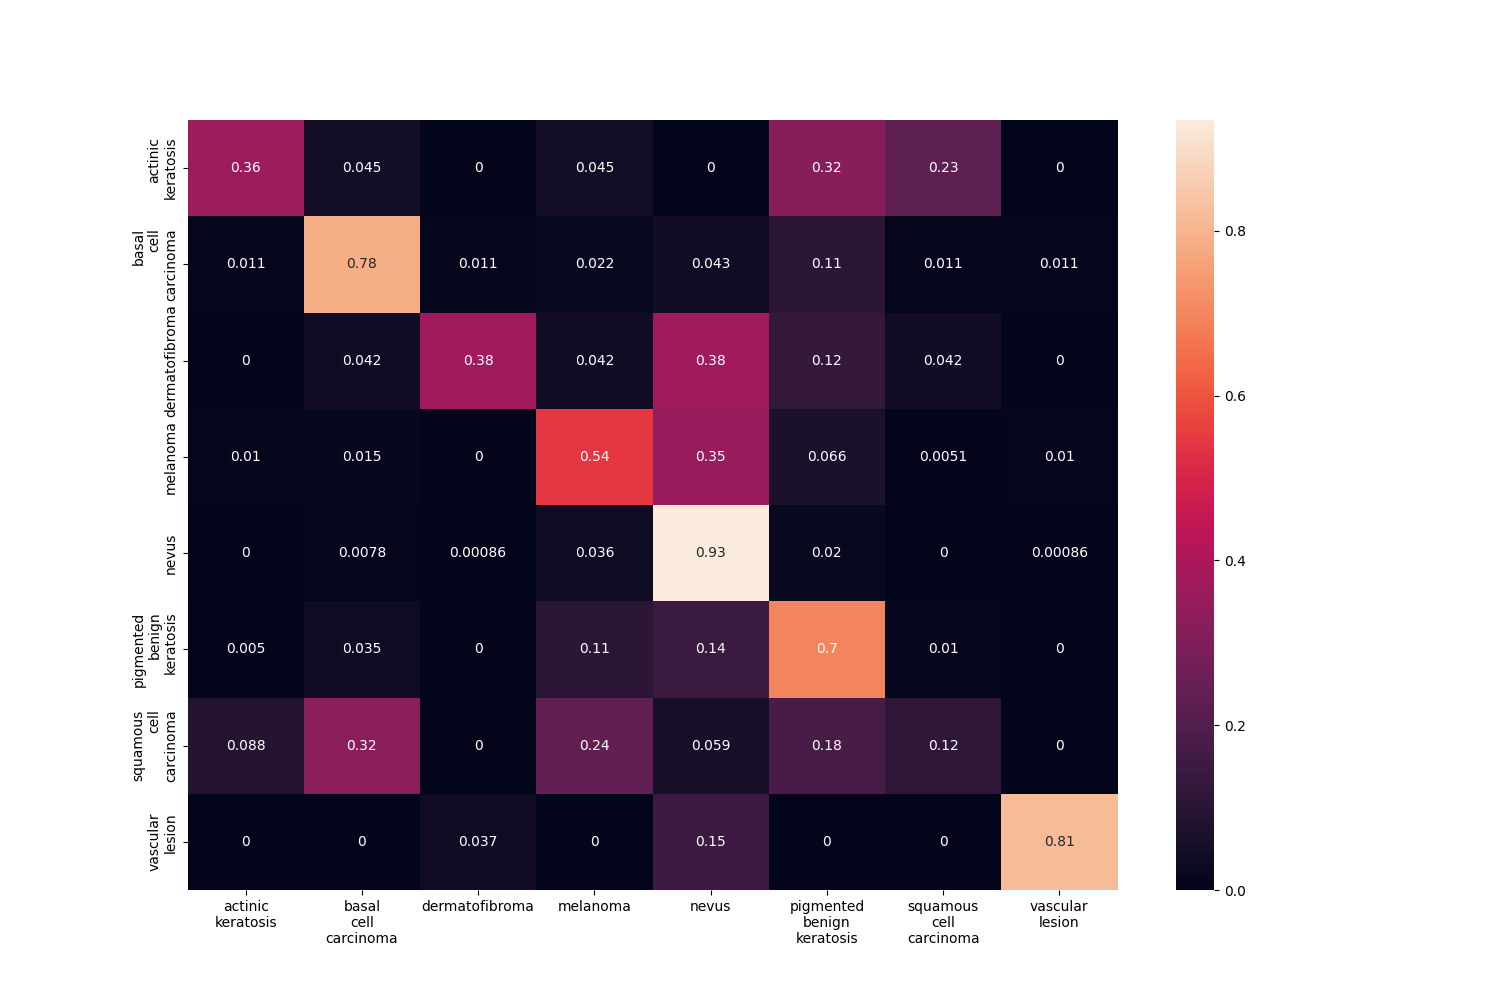 actinic
keratosis
0.36 0.045 0 0.045 0 0.32 0.23 0
basal
cell
carcinoma
0.011 0.78 0.011 0.022 0.043 0.11 0.011 0.011
dermatofibroma
0 0.042 0.38 0.042 0.38 0.12 0.042 0
melanoma
0.01 0.015 0 0.54 0.35 0.066 0.0051 0.01
nevus
0 0.0078 0.00086 0.036 0.93 0.02 0 0.00086
pigmented
benign
keratosis
0.005 0.035 0 0.11 0.14 0.7 0.01 0
squamous
cell
carcinoma
0.088 0.32 0 0.24 0.059 0.18 0.12 0
vascular
lesion
0 0 0.037 0 0.15 0 0 0.81
actinic
keratosis
basal
cell
carcinoma
dermatofibroma
melanoma
nevus
pigmented
benign
keratosis
squamous
cell
carcinoma
vascular
lesion
0.8
0.6
0.4
0.2
0.0